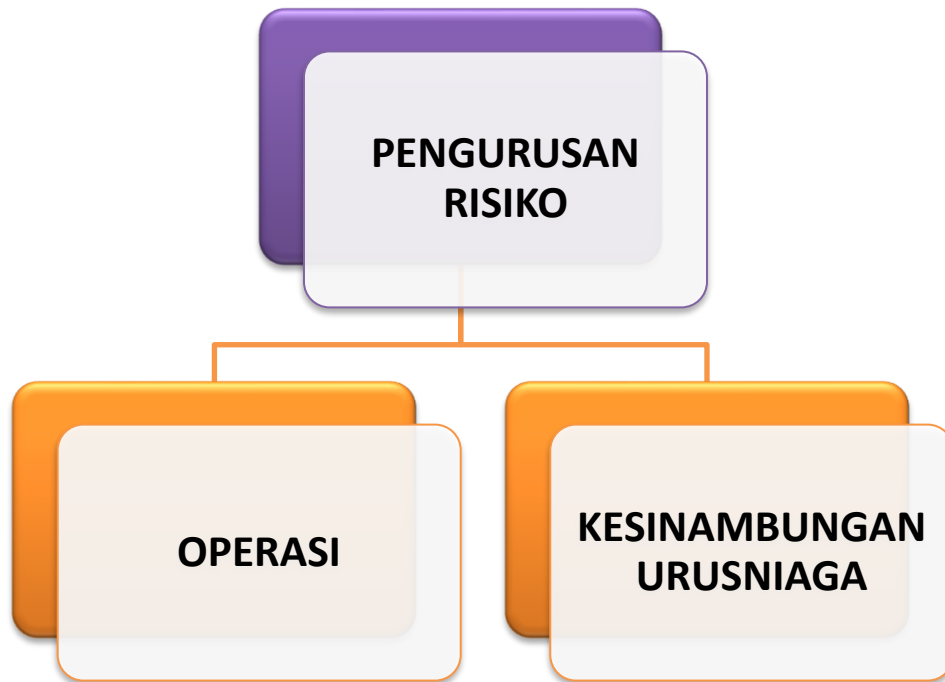 PENGURUSAN
RISIKO
OPERASI
KESINAMBUNGAN
URUSNIAGA